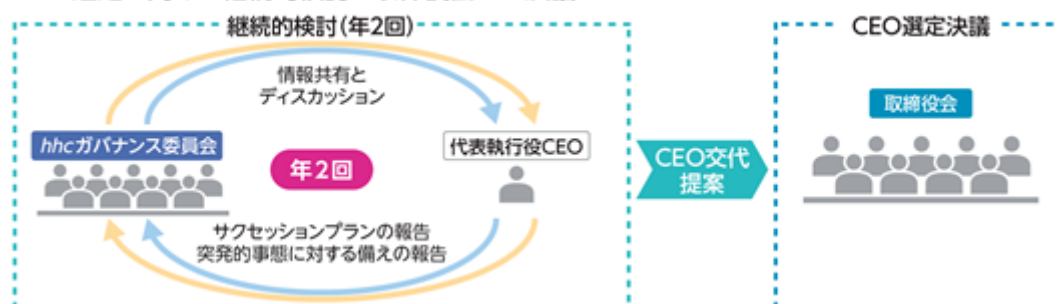 継続的検討(年2回)
情報共有と
ディスカッション
hhcガバナンス委員会
年2回
代表執行役CEO
サクセッションプランの報告
突発的事態に対する備えの報告
CEO交代
提案
CEO選定決議
取締役会